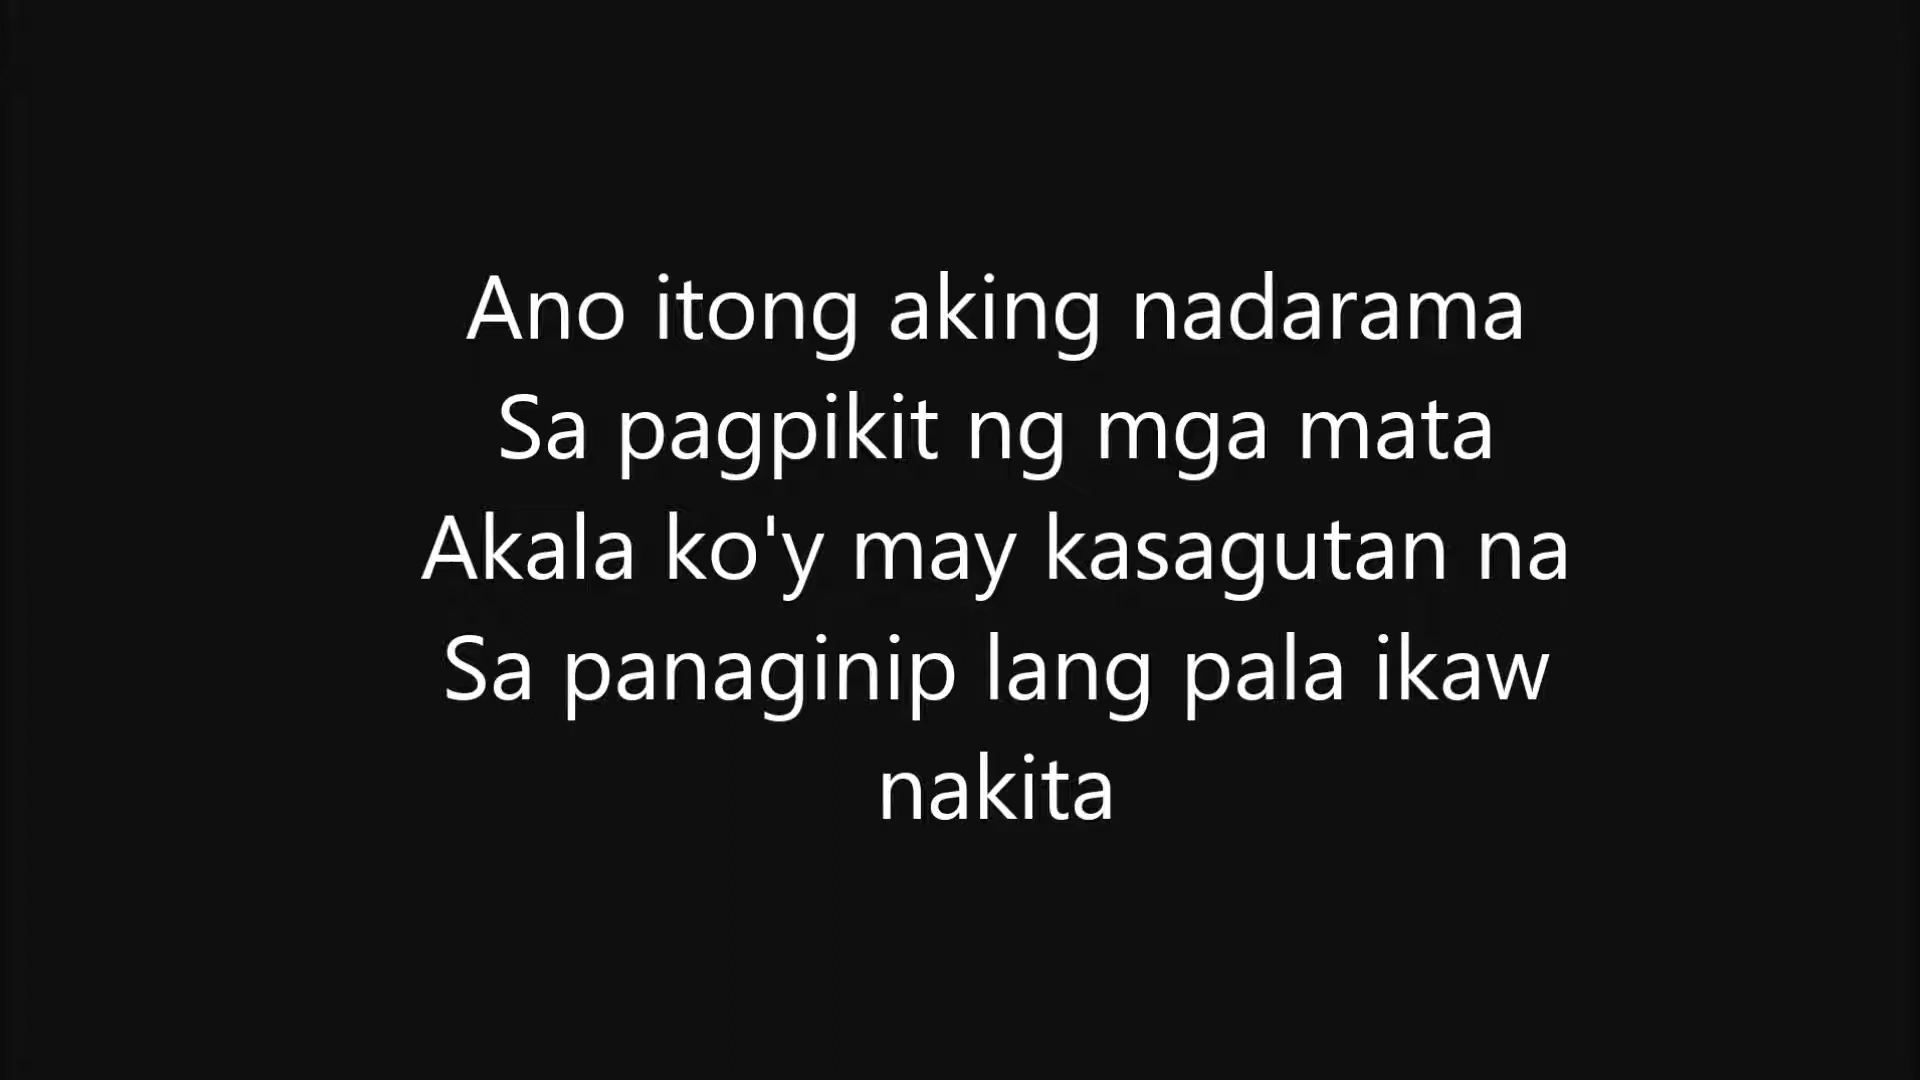 Ano itong aking nadarama
Sa pagpikit ng mga mata
Akala ko'y may kasagutan na
Sa panaginip lang pala ikaw
nakita